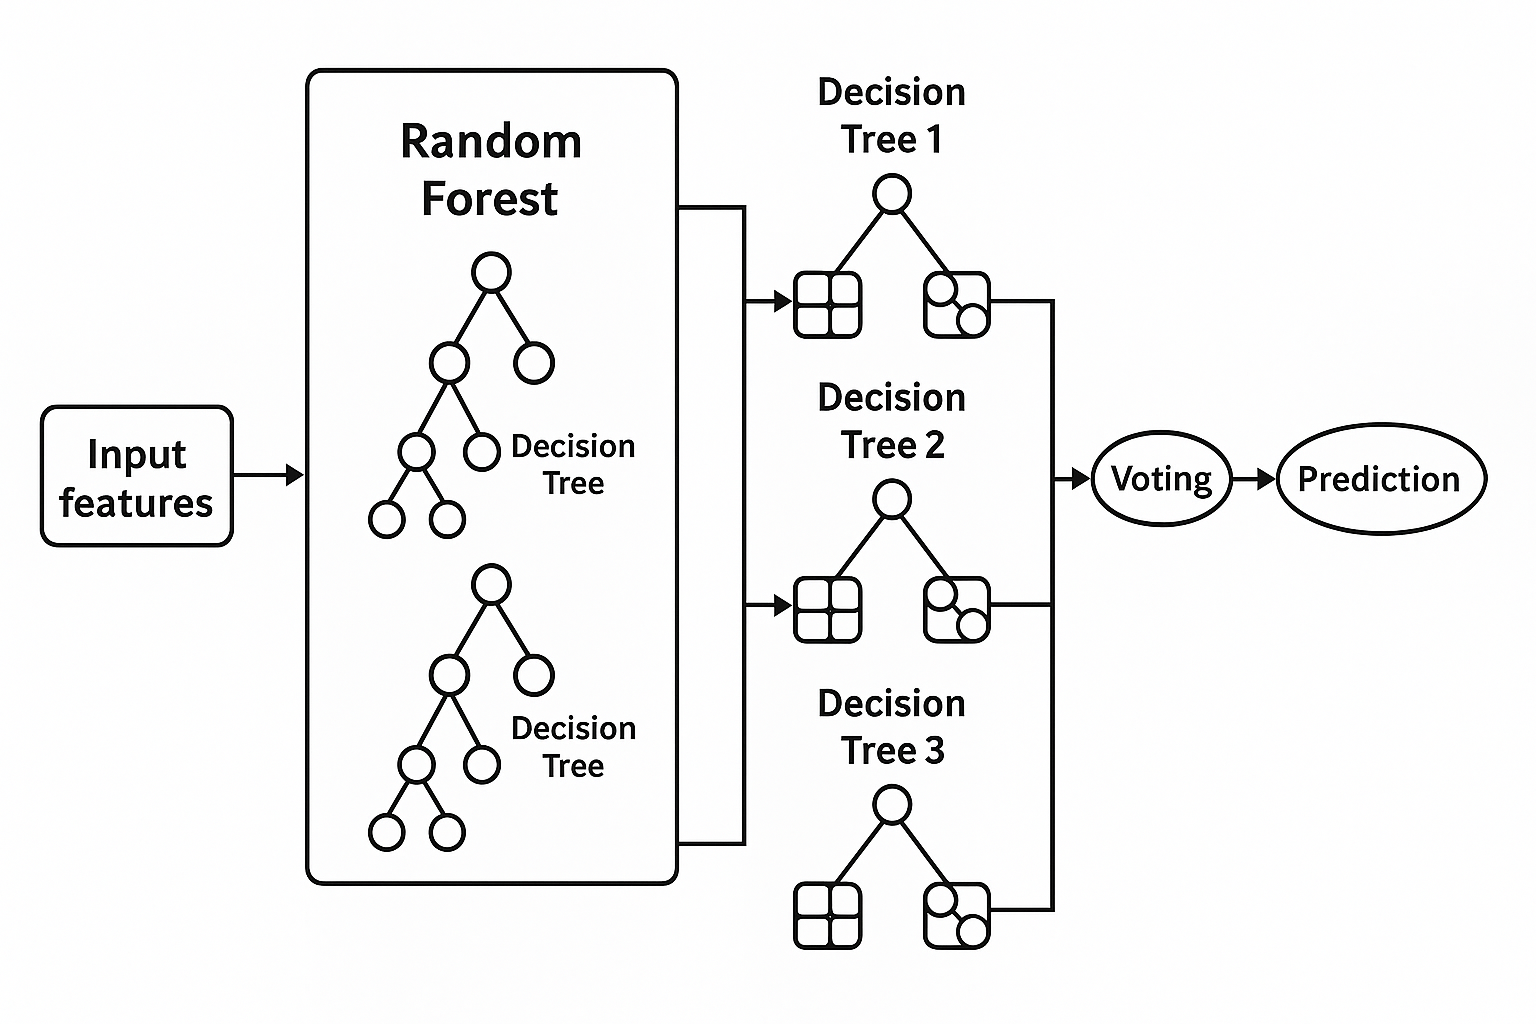 Input
features
Random
Forest
Decision
Tree
Decision
Tree
Decision
Tree 1
Decision
Tree 2
Decision
Tree 3
Voting
Prediction